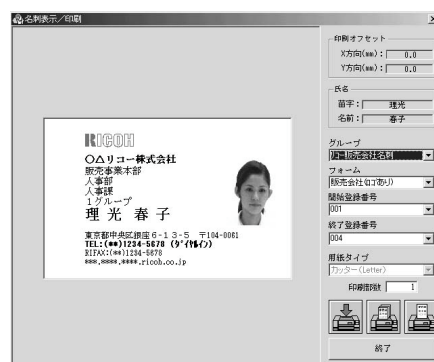 名刺表示／印刷
RICOH
○△リコー株式会社
販売事業本部
人事部
人事課
1グループ
理 光 春 子
東京都中央区銀座6-13-5 〒104-0061
TEL:(**)1234-5678 (ダイヤルイン)
RIFAX:(**)1234-5678
***.****.****.ricoh.co.jp
印刷オフセット
X方向(mm)： 0.0
Y方向(mm)： 0.0
氏名
苗字： 理光
名前： 春子
グループ
リコー販売会社名刺
フォーム
販売会社(ロゴあり)
開始登録番号
001
終了登録番号
004
用紙タイプ
カッター(Letter)
印刷部数 1
終了